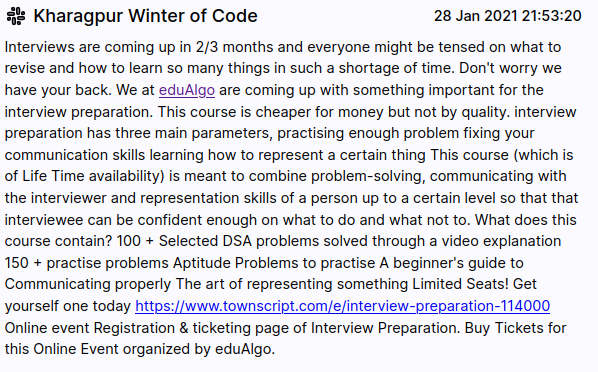 Kharagpur Winter of Code 28 Jan 2021 21:53:20
Interviews are coming up in 2/3 months and everyone might be tensed on what to
revise and how to learn so many things in such a shortage of time. Don't worry we
have your back. We at eduAlgo are coming up with something important for the
interview preparation. This course is cheaper for money but not by quality. interview
preparation has three main parameters, practising enough problem fixing your
communication skills learning how to represent a certain thing This course (which is
of Life Time availability) is meant to combine problem-solving, communicating with
the interviewer and representation skills of a person up to a certain level so that that
interviewee can be confident enough on what to do and what not to. What does this
course contain? 100 + Selected DSA problems solved through a video explanation
150 + practise problems Aptitude Problems to practise A beginner's guide to
Communicating properly The art of representing something Limited Seats! Get
yourself one today https://www.townscript.com/e/interview-preparation-114000
Online event Registration & ticketing page of Interview Preparation. Buy Tickets for
this Online Event organized by eduAlgo.